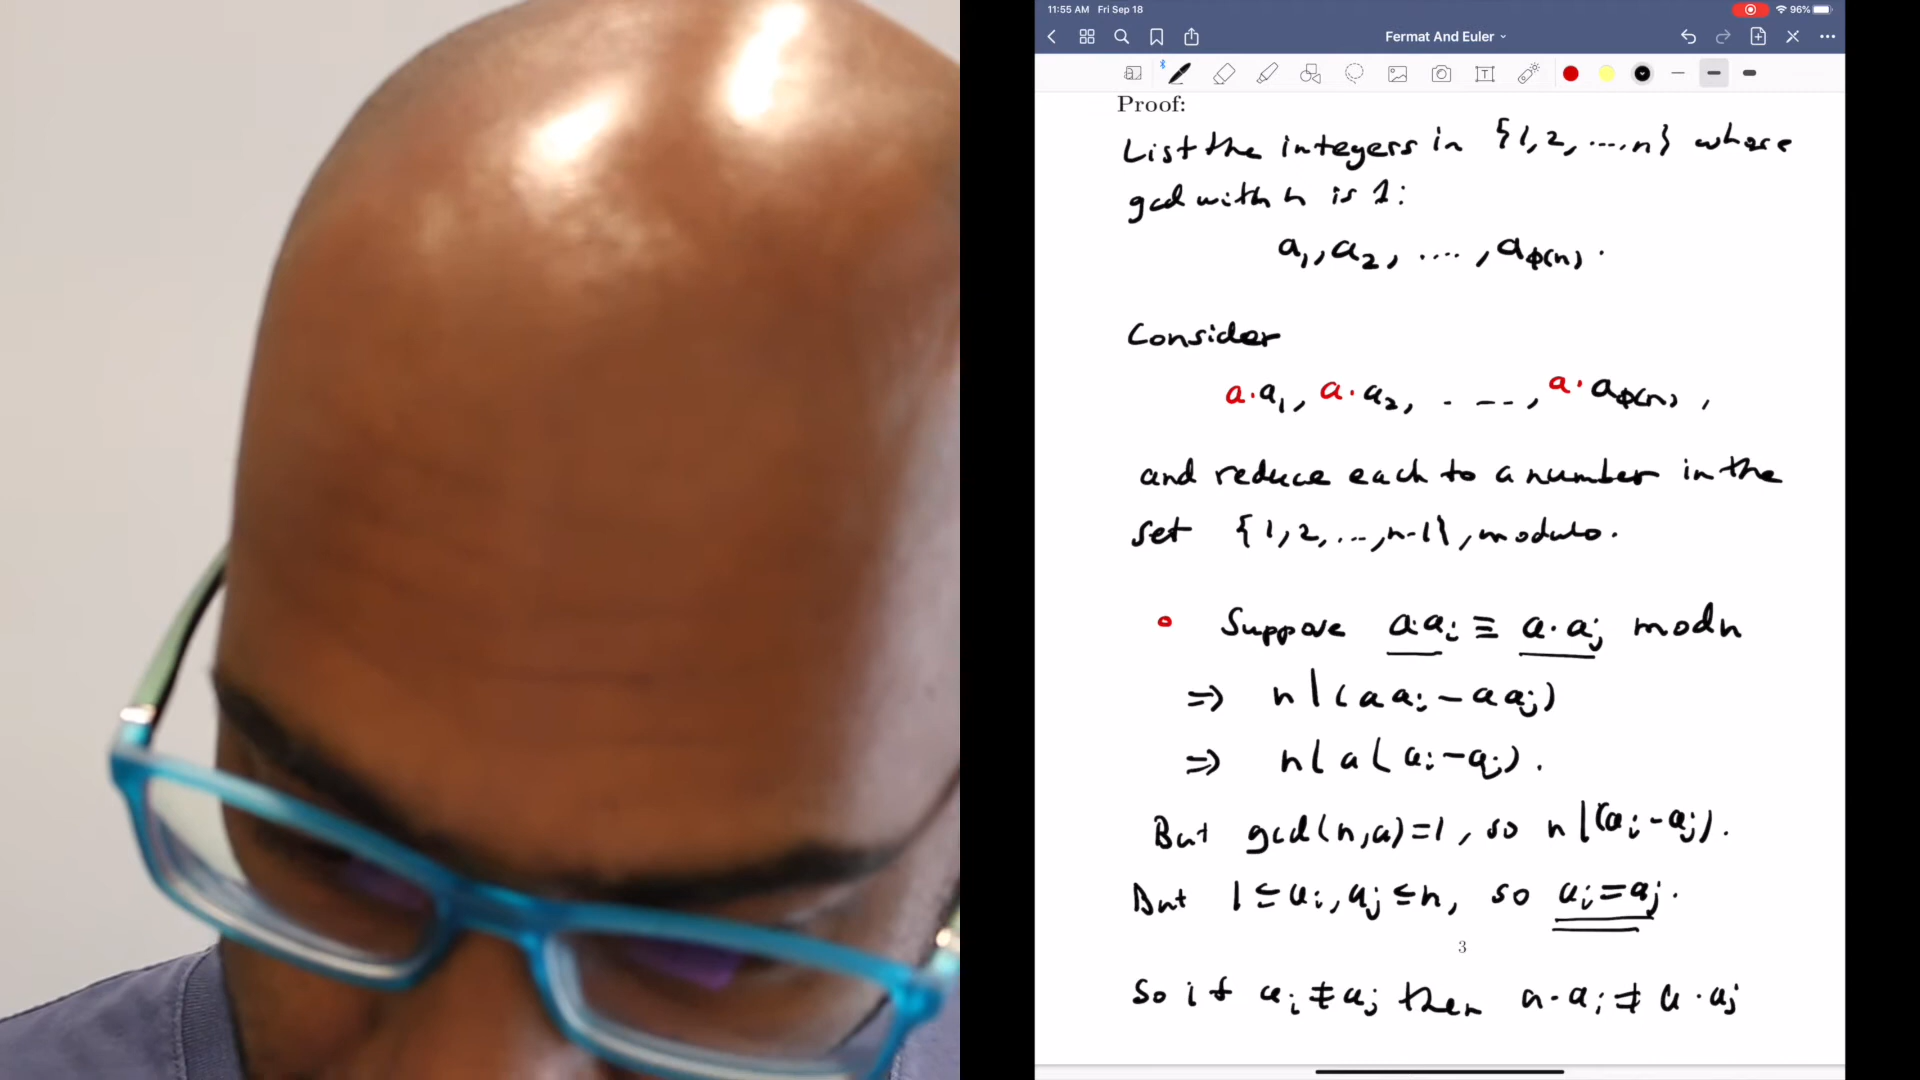 11:55 AM Fri Sep 18
96%
Fermat And Euler
Proof:
List the integers in {1, 2, ..., n} whose
gcd with n is 1:
a₁, a₂, ...., a_ϕ(n).
Consider
a·a₁, a·a₂, . ..., a·a_ϕ(n),
and reduce each to a number in the
set {1, 2, ..., n-1}, modulo.
Suppose a·aᵢ ≡ a·aⱼ mod n
⇒ n | (a aᵢ - a aⱼ)
⇒ n | a (aᵢ - aⱼ).
But gcd(n,a)=1, so n | (aᵢ - aⱼ).
But 1 ≤ aᵢ, aⱼ ≤ n, so aᵢ = aⱼ.
3
So if aᵢ ≠ aⱼ then a·aᵢ ≢ a·aⱼ